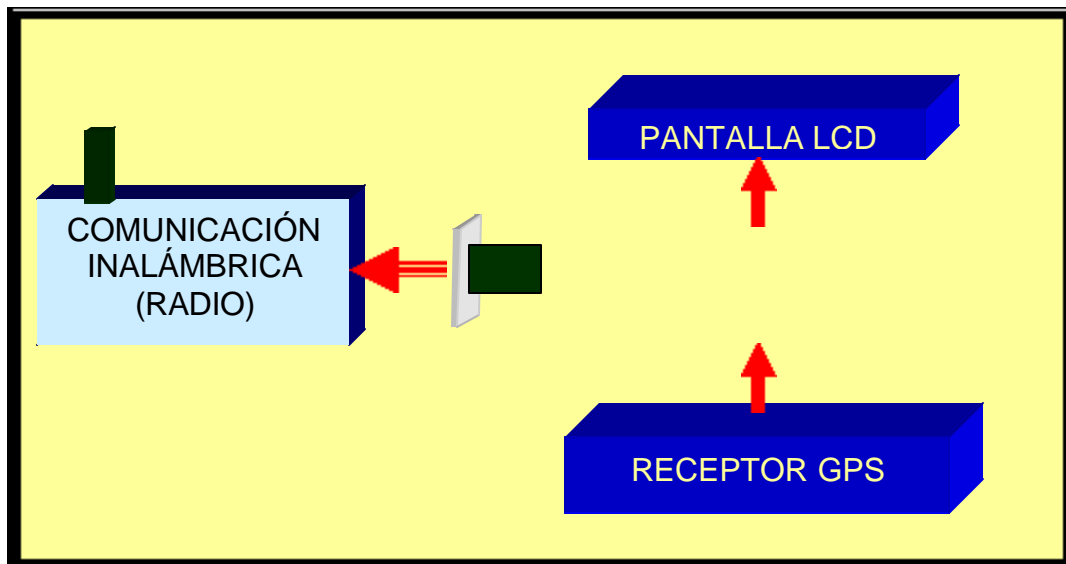 PANTALLA LCD
COMUNICACIÓN
INALÁMBRICA
(RADIO)
RECEPTOR GPS